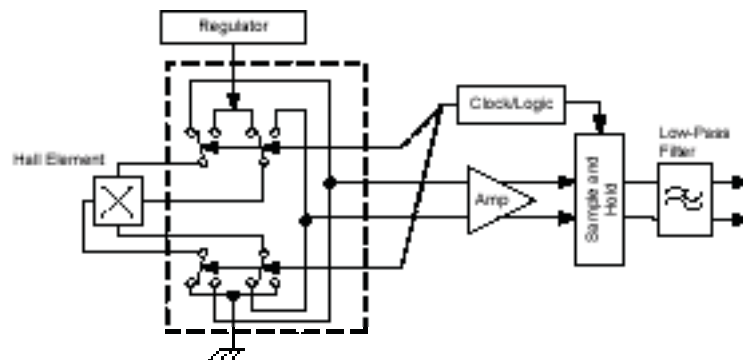 Regulator
Clock/Logic
Low-Pass
Filter
Hall Element
Amp
Sample and
Hold